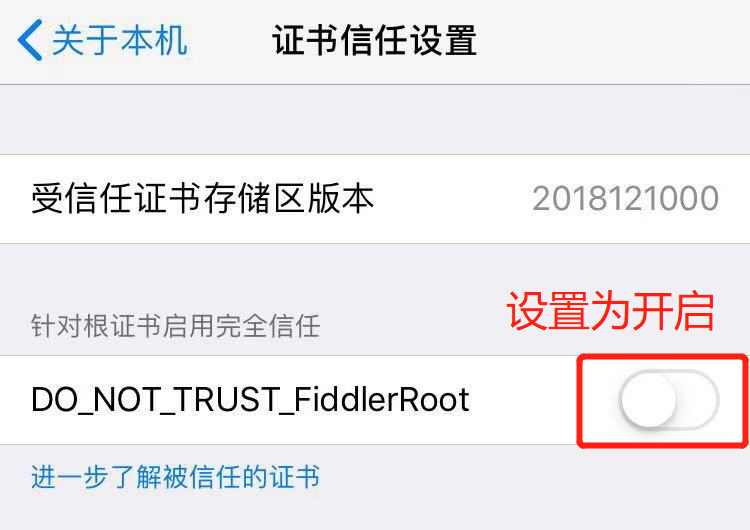 关于本机
证书信任设置
受信任证书存储区版本
2018121000
设置为开启
针对根证书启用完全信任
DO_NOT_TRUST_FiddlerRoot
进一步了解被信任的证书